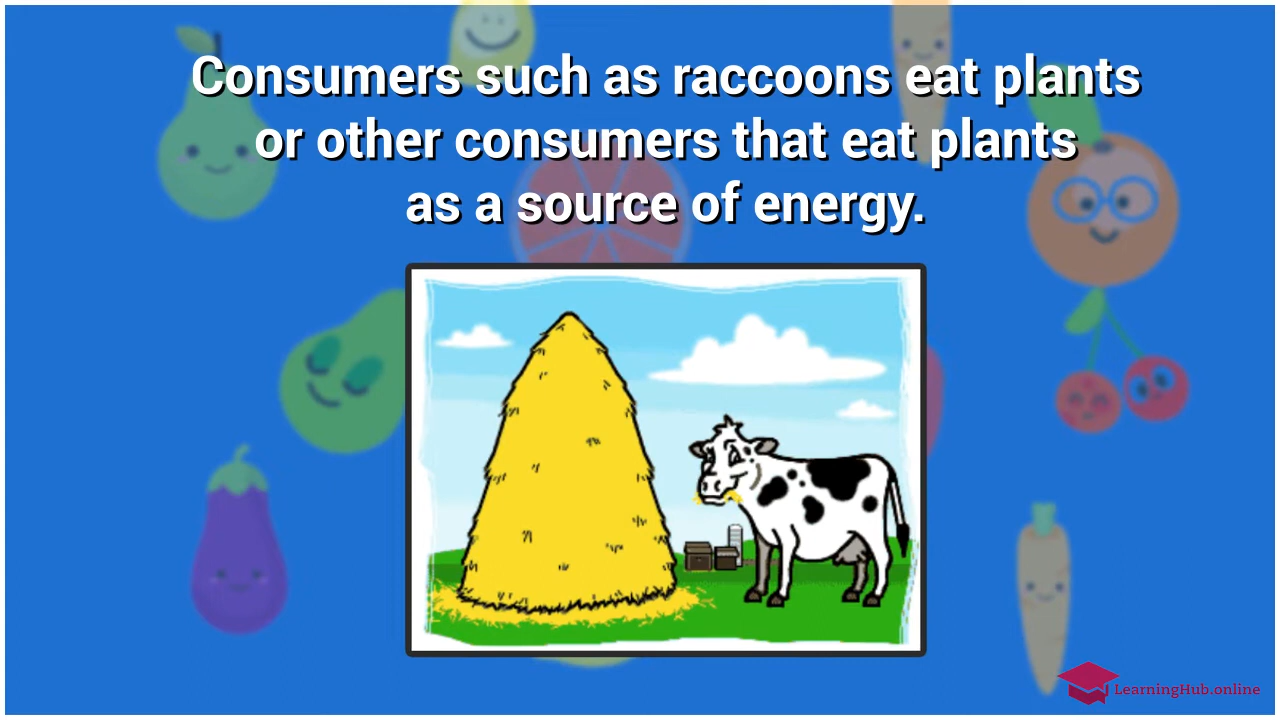 Consumers such as raccoons eat plants
or other consumers that eat plants
as a source of energy.
LearningHub.online